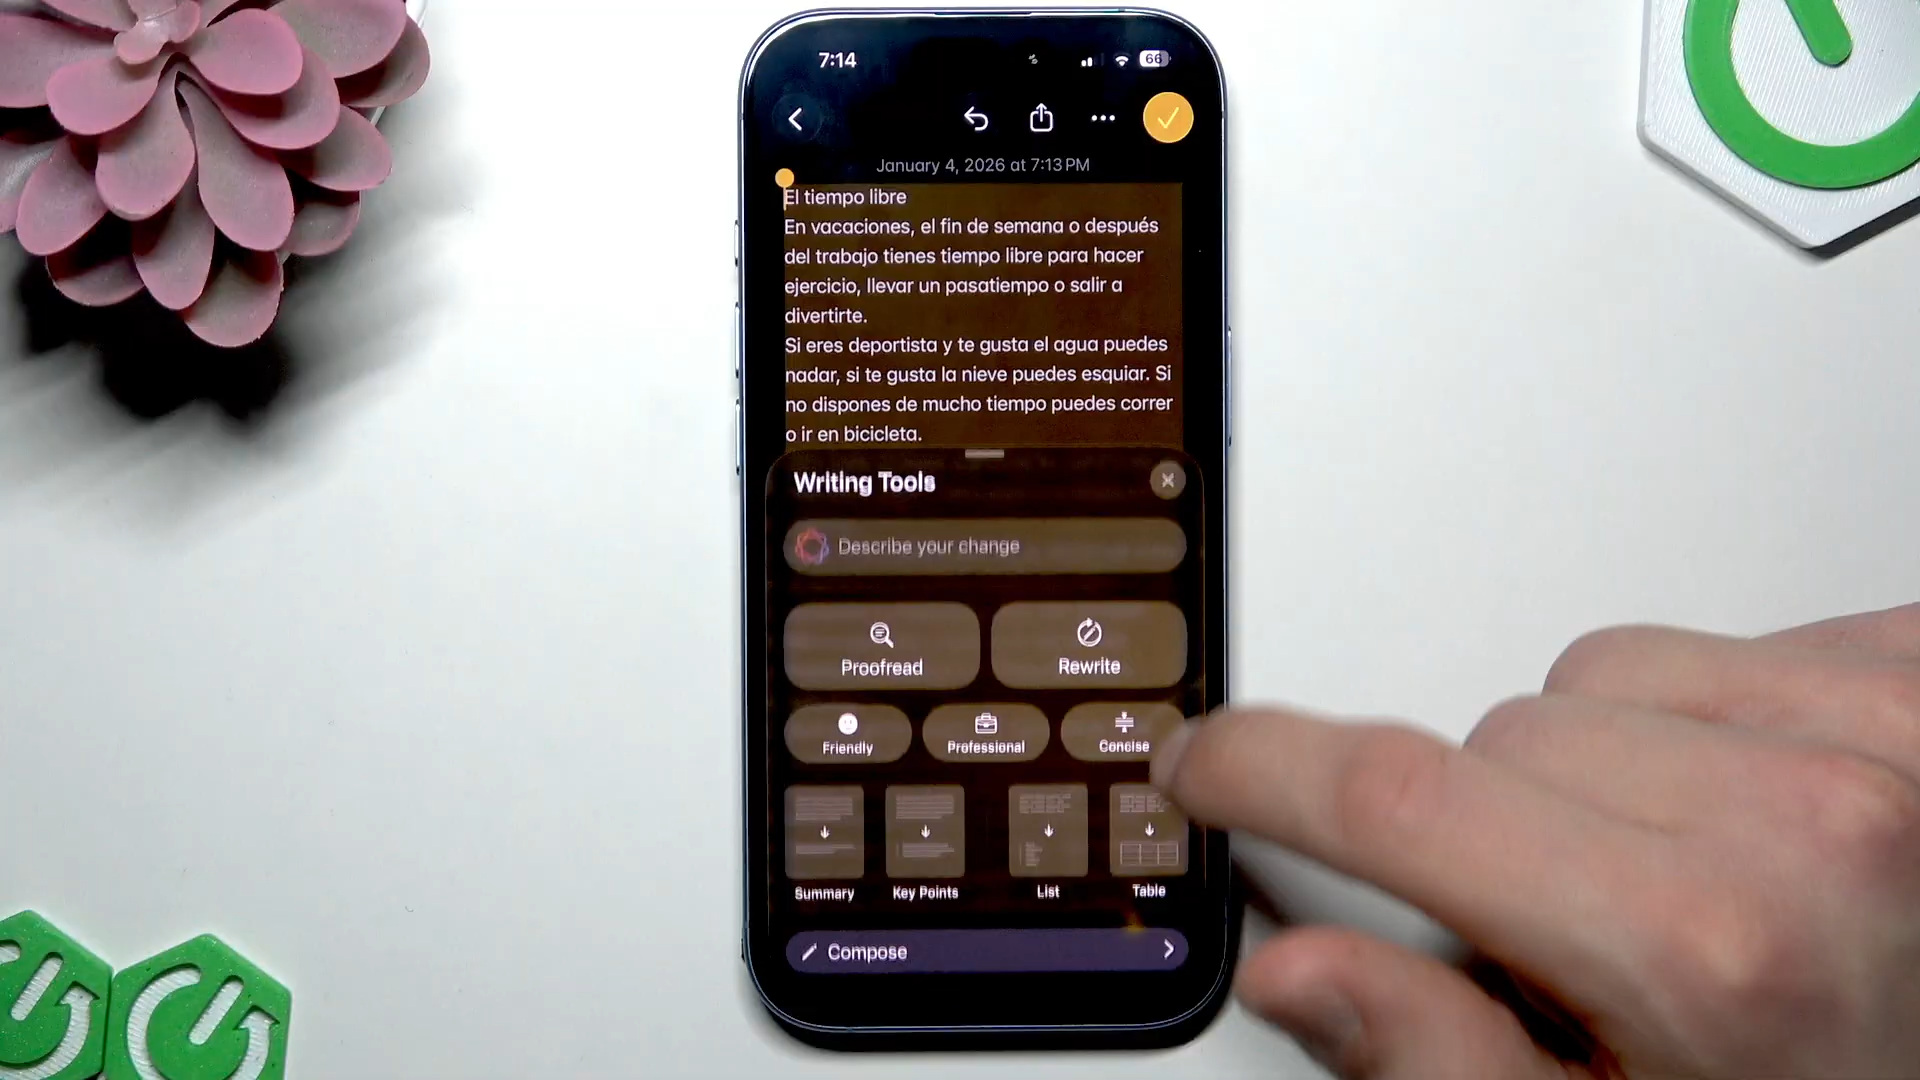 7:14
66
January 4, 2026 at 7:13 PM
El tiempo libre
En vacaciones, el fin de semana o después
del trabajo tienes tiempo libre para hacer
ejercicio, llevar un pasatiempo o salir a
divertirte.
Si eres deportista y te gusta el agua puedes
nadar, si te gusta la nieve puedes esquiar. Si
no dispones de mucho tiempo puedes correr
o ir en bicicleta.
Writing Tools
Describe your change
Proofread Rewrite
Friendly Professional Concise
Summary Key Points List Table
Compose